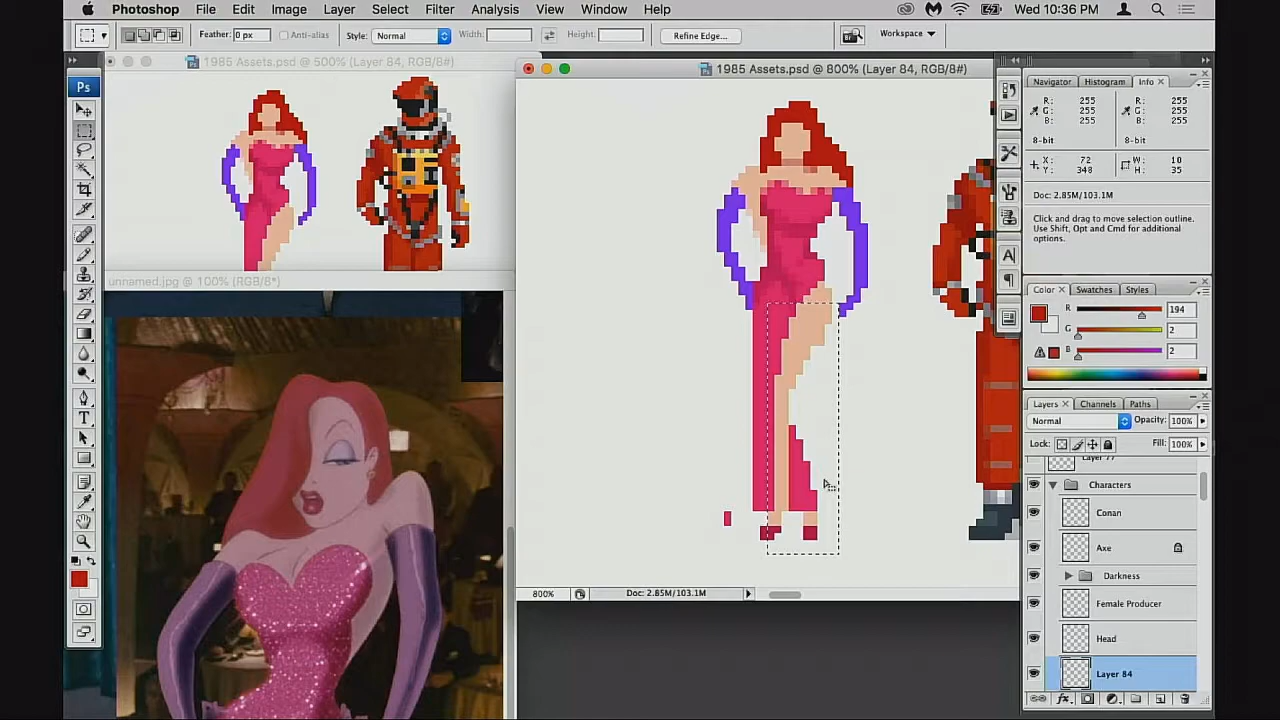 Photoshop File Edit Image Layer Select Filter Analysis View Window Help Wed 10:36 PM
Feather: 0 px Anti-alias Style: Normal Width: Height: Refine Edge... Workspace
1985 Assets.psd @ 500% (Layer 84, RGB/8#)
1985 Assets.psd @ 800% (Layer 84, RGB/8#)
Ps
Navigator Histogram Info
R: 255 R: 255
G: 255 G: 255
B: 255 B: 255
8-bit 8-bit
X: 72 W: 10
Y: 348 H: 35
Doc: 2.85M/103.1M
Click and drag to move selection outline.
Use Shift, Opt and Cmd for additional
options.
unnamed.jpg @ 100% (RGB/8*)
Color Swatches Styles
R 194
G 2
B 2
Layers Channels Paths
Normal Opacity: 100%
Lock: Fill: 100%
Layer 77
Characters
Conan
Axe
Darkness
Female Producer
Head
Layer 84
800% Doc: 2.85M/103.1M
fx